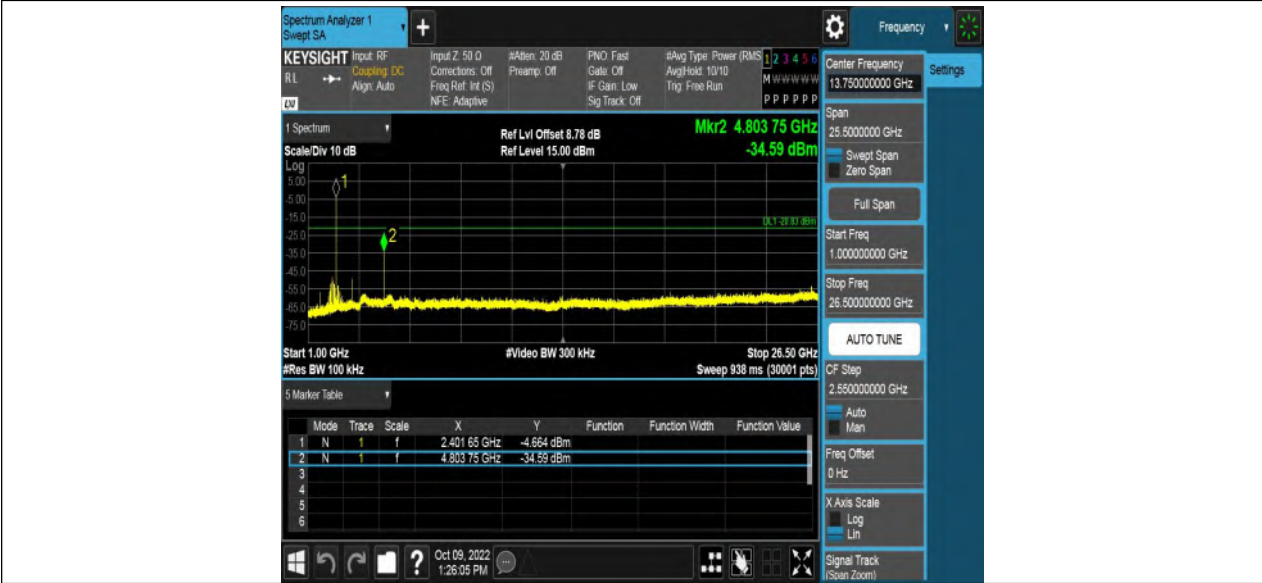 Spectrum Analyzer 1
Swept SA
+
Frequency
KEYSIGHT
RL
LXI
Input: RF
Coupling: DC
Align: Auto
Input Z: 50 Ω
Corrections: Off
Freq Ref: Int (S)
NFE: Adaptive
#Atten: 20 dB
Preamp: Off
PNO: Fast
Gate: Off
IF Gain: Low
Sig Track: Off
#Avg Type: Power (RMS
Avg|Hold: 10/10
Trig: Free Run
1 2 3 4 5 6
M W W W W W
P P P P P P
Center Frequency
13.750000000 GHz
Settings
1 Spectrum
Scale/Div 10 dB
Ref Lvl Offset 8.78 dB
Ref Level 15.00 dBm
Mkr2 4.803 75 GHz
-34.59 dBm
Log
5.00
-5.00
-15.0
-25.0
-35.0
-45.0
-55.0
-65.0
-75.0
1
2
Start 1.00 GHz
#Res BW 100 kHz
#Video BW 300 kHz
Stop 26.50 GHz
Sweep 938 ms (30001 pts)
Span
25.5000000 GHz
Swept Span
Zero Span
Full Span
Start Freq
1.000000000 GHz
Stop Freq
26.500000000 GHz
AUTO TUNE
CF Step
2.550000000 GHz
Auto
Man
Freq Offset
0 Hz
X Axis Scale
Log
Lin
Signal Track
(Span Zoom)
5 Marker Table
Mode Trace Scale X Y Function Function Width Function Value
1 N 1 f 2.401 65 GHz -4.664 dBm
2 N 1 f 4.803 75 GHz -34.59 dBm
3
4
5
6
?
Oct 09, 2022
1:26:05 PM